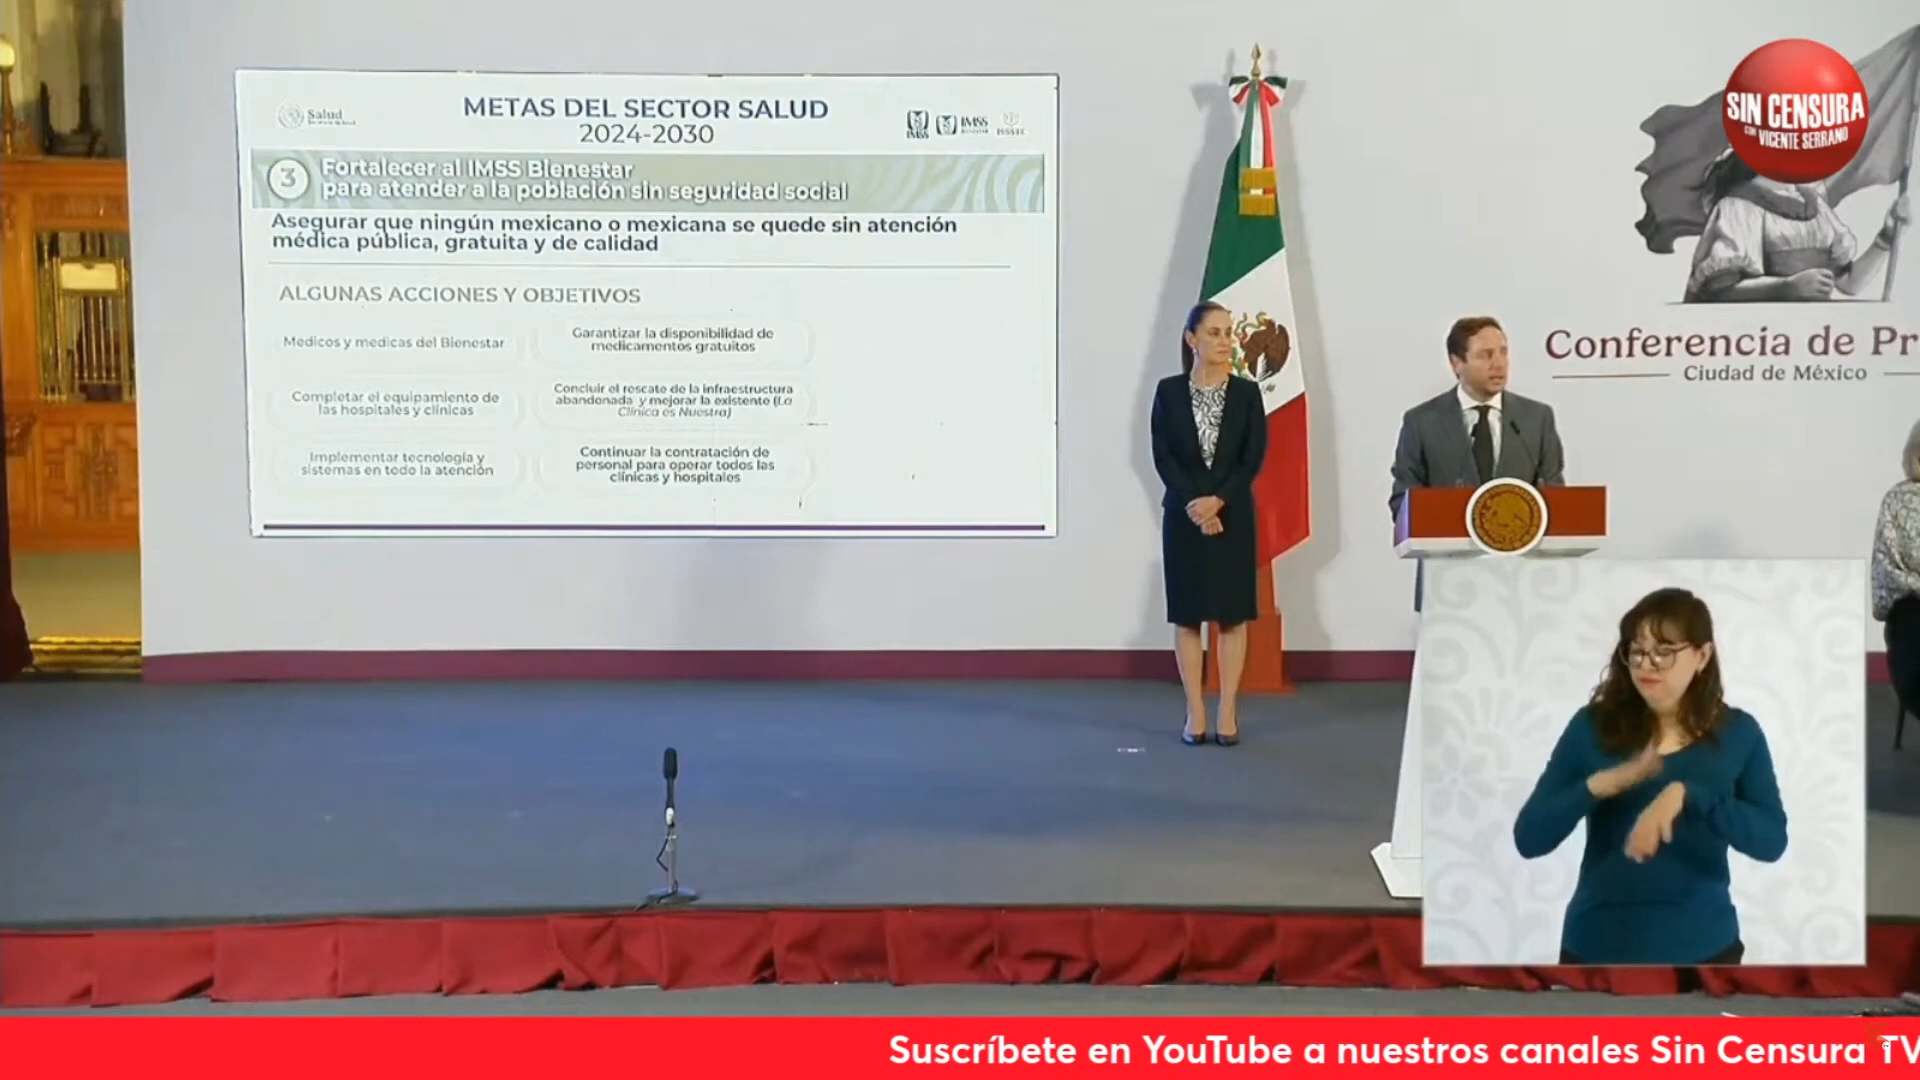 Salud
METAS DEL SECTOR SALUD
2024-2030
IMSS
IMSS
ISSSTE
3
Fortalecer al IMSS Bienestar
para atender a la población sin seguridad social
Asegurar que ningún mexicano o mexicana se quede sin atención
médica pública, gratuita y de calidad
ALGUNAS ACCIONES Y OBJETIVOS
Medicos y medicas del Bienestar
Garantizar la disponibilidad de
medicamentos gratuitos
Completar el equipamiento de
las hospitales y clínicas
Concluir el rescate de la infraestructura
abandonada y mejorar la existente (La
Clínica es Nuestra)
Implementar tecnología y
sistemas en todo la atención
Continuar la contratación de
personal para operar todos las
clínicas y hospitales
SIN CENSURA
CON VICENTE SERRANO
Conferencia de Pr
Ciudad de México
Suscríbete en YouTube a nuestros canales Sin Censura TV